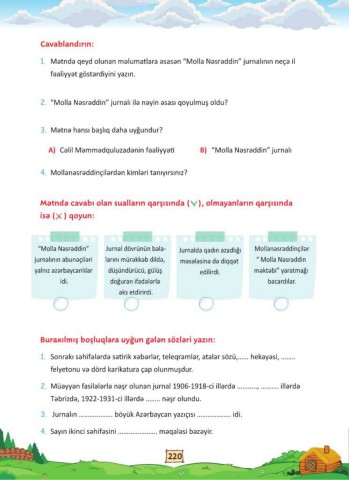 Cavablandırın:
1. Mətndə qeyd olunan məlumatlara əsasən “Molla Nəsrəddin” jurnalının neçə il
fəaliyyət göstərdiyini yazın.
2. “Molla Nəsrəddin” jurnalı ilə nəyin əsası qoyulmuş oldu?
3. Mətnə hansı başlıq daha uyğundur?
A) Cəlil Məmmədquluzadənin fəaliyyəti B) “Molla Nəsrəddin” jurnalı
4. Mollanəsrəddinçilərdən kimləri tanıyırsınız?
Mətndə cavabı olan sualların qarşısında (✓), olmayanların qarşısında
isə (✕) qoyun:
“Molla Nəsrəddin”
jurnalının abunəçiləri
yalnız azərbaycanlılar
idi.
Jurnal dövrünün bəla-
larını mürəkkəb dildə,
düşündürücü, gülüş
doğuran ifadələrlə
əks etdirirdi.
Jurnalda qadın azadlığı
məsələsinə də diqqət
edilirdi.
Mollanəsrəddinçilər
“ Molla Nəsrəddin
məktəbi” yaratmağı
bacardılar.
Buraxılmış boşluqlara uyğun gələn sözləri yazın:
1. Sonrakı səhifələrdə satirik xəbərlər, teleqramlar, atalar sözü,...... hekayəsi, ........
felyetonu və dörd karikatura çap olunmuşdur.
2. Müəyyən fasilələrlə nəşr olunan jurnal 1906-1918-ci illərdə ..........., .......... illərdə
Təbrizdə, 1922-1931-ci illərdə ........ nəşr olundu.
3. Jurnalın .................. böyük Azərbaycan yazıçısı .................. idi.
4. Sayın ikinci səhifəsini ..................... məqaləsi bəzəyir.
220